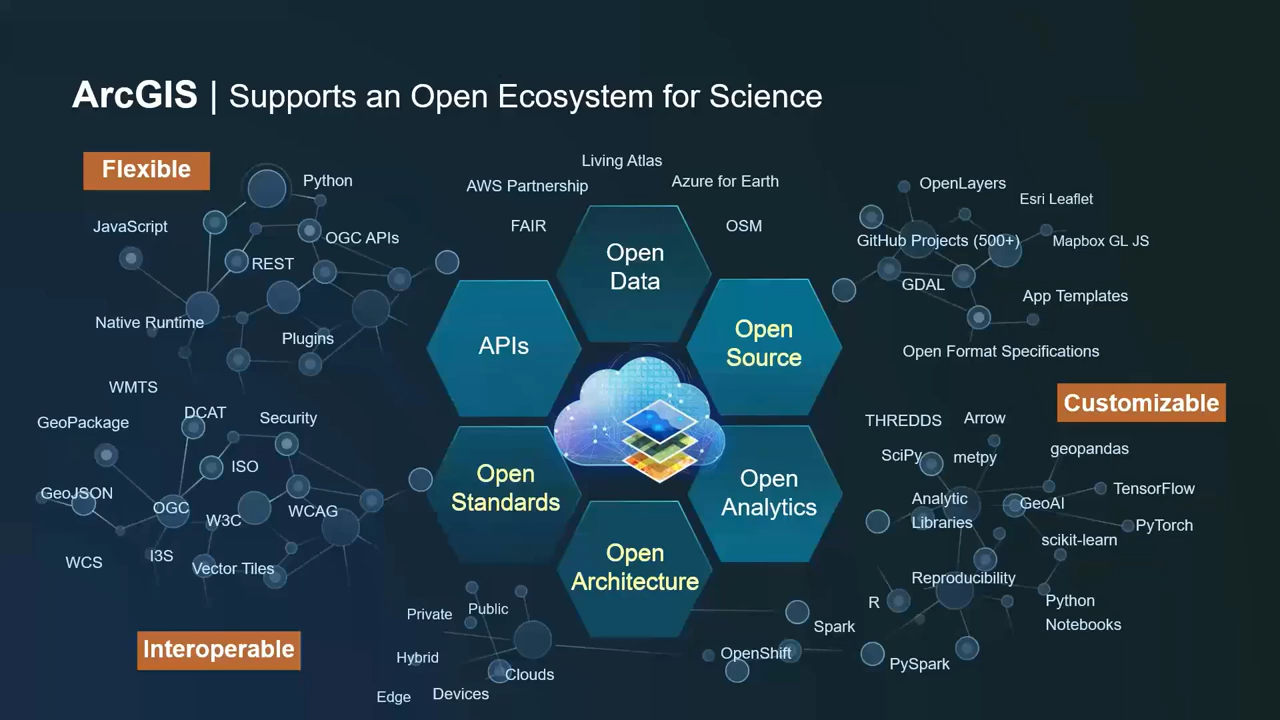 ArcGIS | Supports an Open Ecosystem for Science
Flexible
Python
JavaScript
OGC APIs
REST
Native Runtime
Plugins
Living Atlas
AWS Partnership
Azure for Earth
FAIR
OSM
OpenLayers
Esri Leaflet
GitHub Projects (500+)
Mapbox GL JS
GDAL
App Templates
Open Format Specifications
Open
Data
APIs
Open
Source
Open
Standards
Open
Analytics
Open
Architecture
WMTS
DCAT
Security
GeoPackage
ISO
GeoJSON
OGC
W3C
WCAG
WCS
I3S
Vector Tiles
Interoperable
Customizable
THREDDS
Arrow
SciPy
metpy
geopandas
Analytic
Libraries
GeoAI
TensorFlow
PyTorch
scikit-learn
Reproducibility
R
Python
Notebooks
PySpark
Private
Public
Hybrid
Clouds
Edge
Devices
Spark
OpenShift